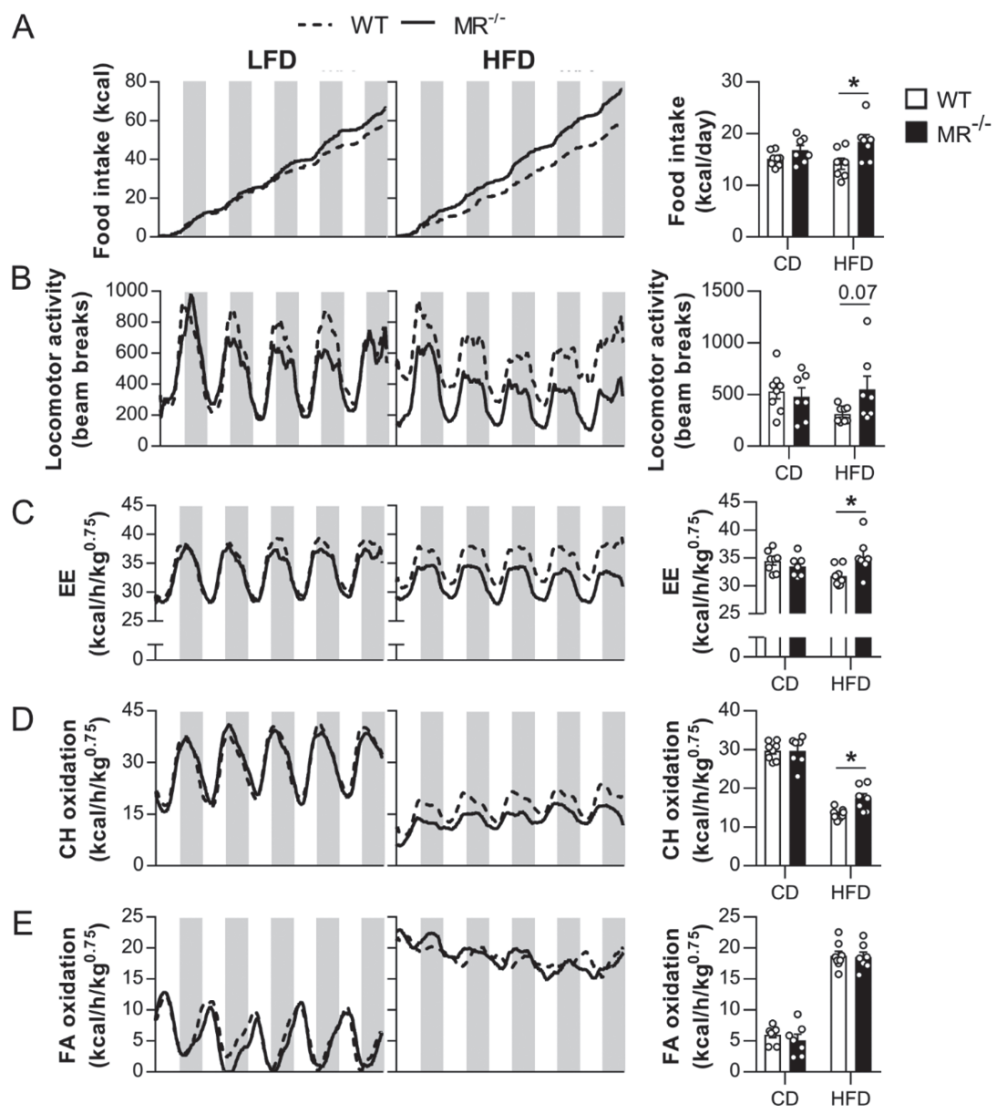 A
WT MR-/-
LFD HFD
Food intake (kcal)
80
60
40
20
0
Food intake
(kcal/day)
30
20
10
0
*
CD HFD
WT
MR-/-
B
Locomotor activity
(beam breaks)
1000
800
600
400
200
0
Locomotor activity
(beam breaks)
1500
1000
500
0
0.07
CD HFD
C
EE
(kcal/h/kg0.75)
45
40
35
30
25
0
EE
(kcal/h/kg0.75)
45
40
35
30
25
0
*
CD HFD
D
CH oxidation
(kcal/h/kg0.75)
45
30
15
0
CH oxidation
(kcal/h/kg0.75)
40
30
20
10
0
*
CD HFD
E
FA oxidation
(kcal/h/kg0.75)
25
20
15
10
5
0
FA oxidation
(kcal/h/kg0.75)
25
20
15
10
5
0
CD HFD